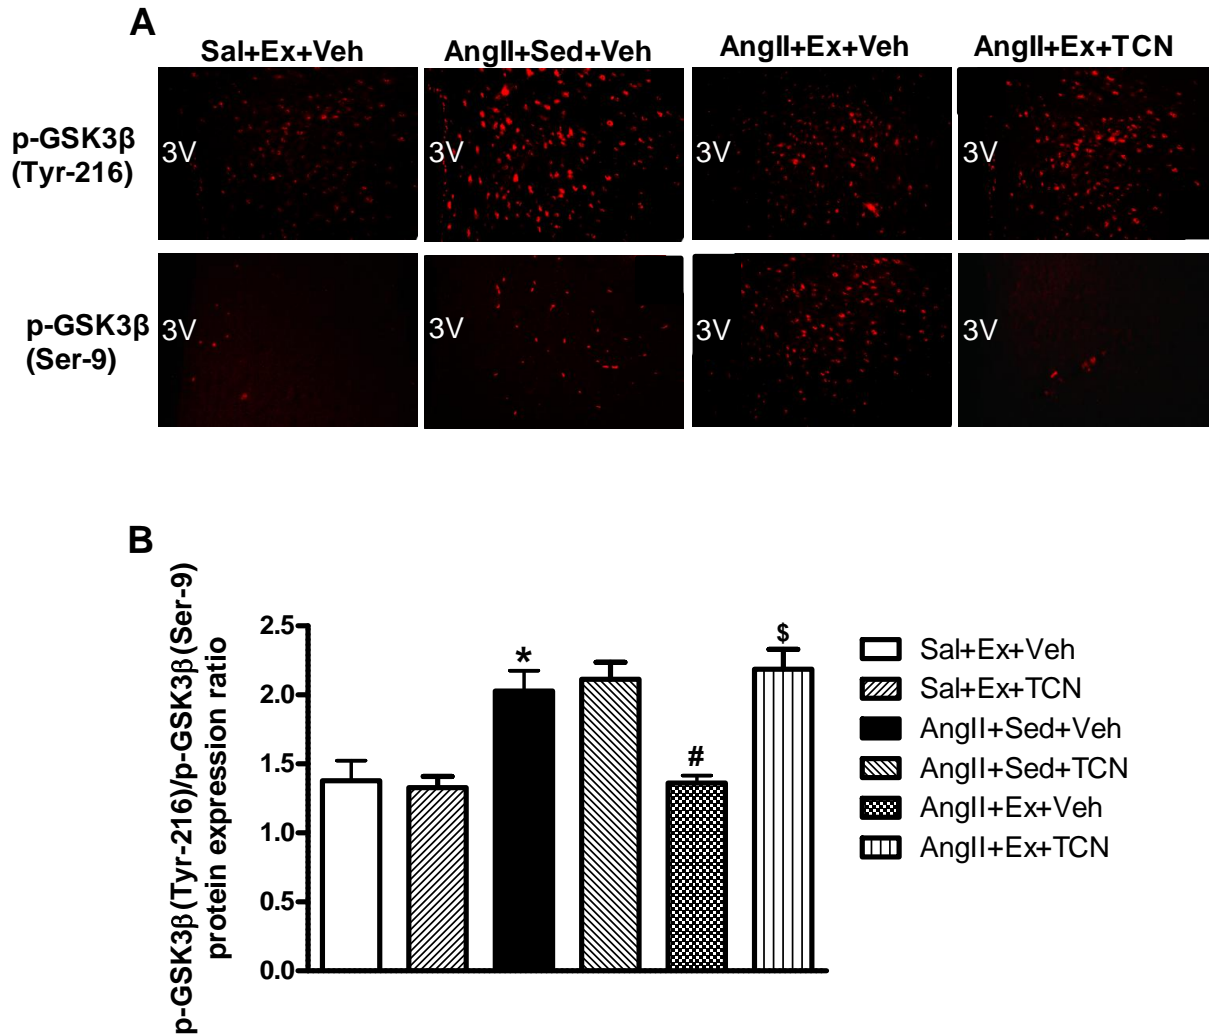 A
Sal+Ex+Veh AngII+Sed+Veh AngII+Ex+Veh AngII+Ex+TCN
p-GSK3β
(Tyr-216)
3V 3V 3V 3V
p-GSK3β
(Ser-9)
3V 3V 3V 3V
B
p-GSK3β(Tyr-216)/p-GSK3β(Ser-9)
protein expression ratio
2.5
2.0
1.5
1.0
0.5
0.0
* # $
Sal+Ex+Veh
Sal+Ex+TCN
AngII+Sed+Veh
AngII+Sed+TCN
AngII+Ex+Veh
AngII+Ex+TCN